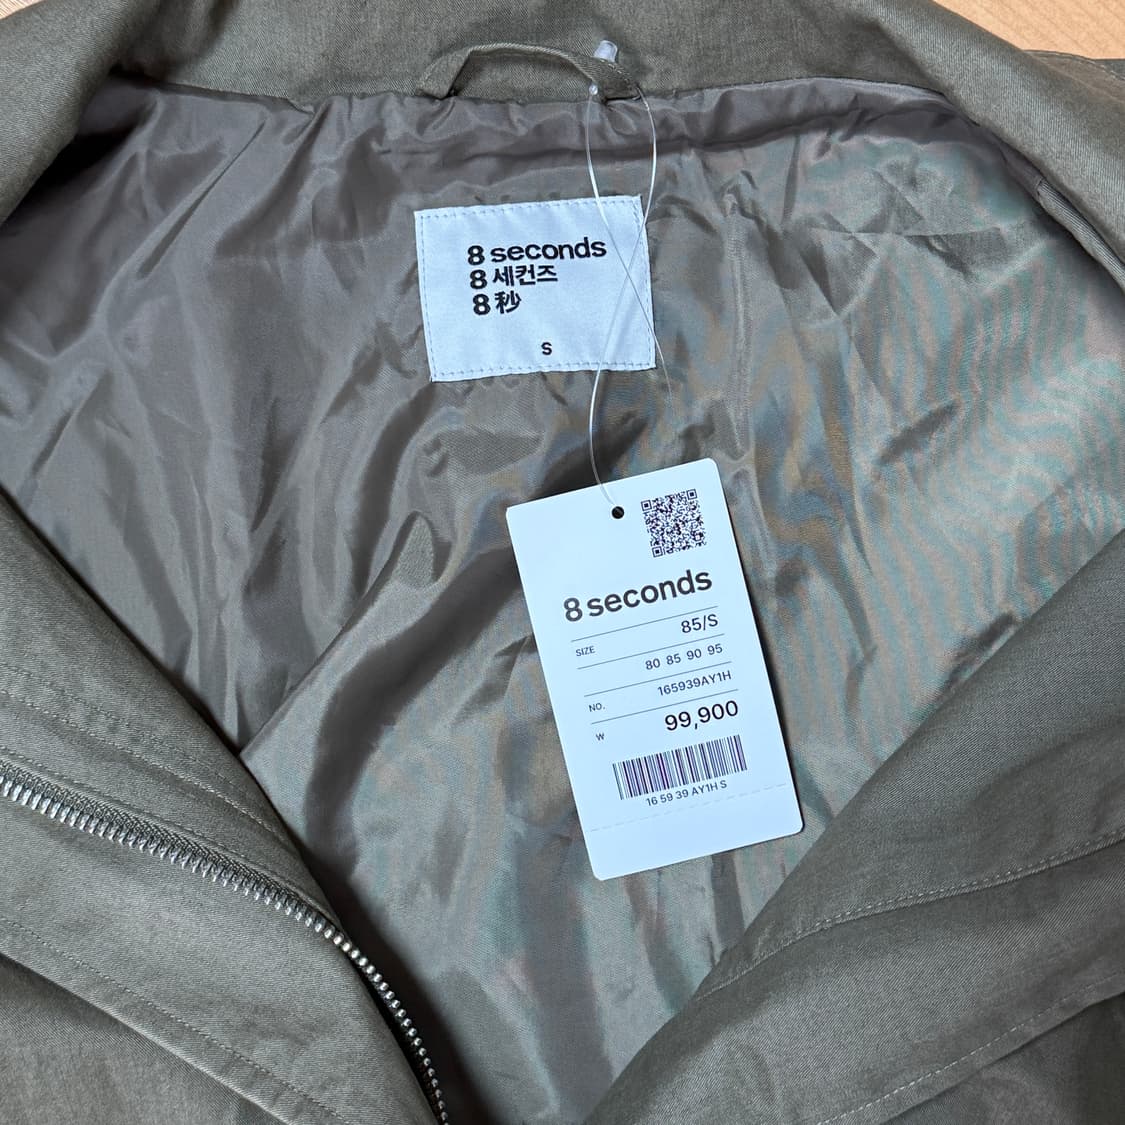 8 seconds
8 세컨즈
8 秒
S
8 seconds
SIZE 85/S
80 85 90 95
NO. 165939AY1H
W 99,900
16 59 39 AY1H S